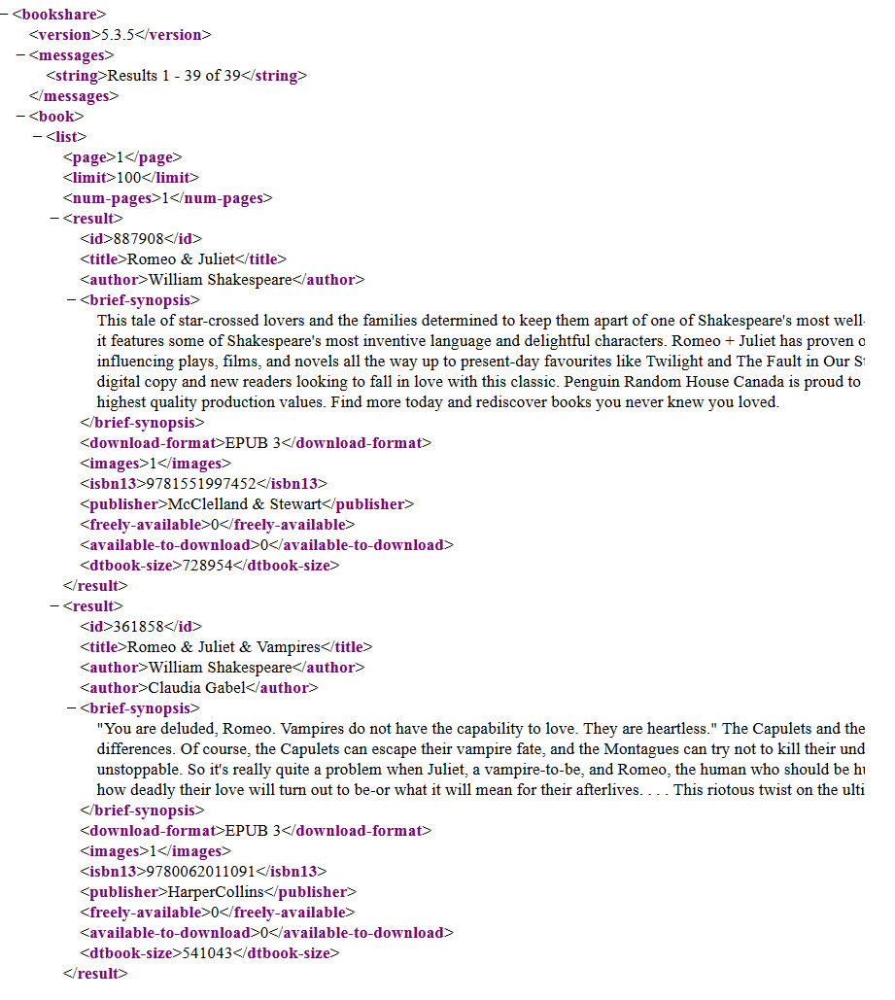 − <bookshare>
<version>5.3.5</version>
− <messages>
<string>Results 1 - 39 of 39</string>
</messages>
− <book>
− <list>
<page>1</page>
<limit>100</limit>
<num-pages>1</num-pages>
− <result>
<id>887908</id>
<title>Romeo & Juliet</title>
<author>William Shakespeare</author>
− <brief-synopsis>
This tale of star-crossed lovers and the families determined to keep them apart of one of Shakespeare's most well-
it features some of Shakespeare's most inventive language and delightful characters. Romeo + Juliet has proven
influencing plays, films, and novels all the way up to present-day favourites like Twilight and The Fault in Our
digital copy and new readers looking to fall in love with this classic. Penguin Random House Canada is proud to
highest quality production values. Find more today and rediscover books you never knew you loved.
</brief-synopsis>
<download-format>EPUB 3</download-format>
<images>1</images>
<isbn13>9781551997452</isbn13>
<publisher>McClelland & Stewart</publisher>
<freely-available>0</freely-available>
<available-to-download>0</available-to-download>
<dtbook-size>728954</dtbook-size>
</result>
− <result>
<id>361858</id>
<title>Romeo & Juliet & Vampires</title>
<author>William Shakespeare</author>
<author>Claudia Gabel</author>
− <brief-synopsis>
"You are deluded, Romeo. Vampires do not have the capability to love. They are heartless." The Capulets and the
differences. Of course, the Capulets can escape their vampire fate, and the Montagues can try not to kill their
unstoppable. So it's really quite a problem when Juliet, a vampire-to-be, and Romeo, the human who should be
how deadly their love will turn out to be-or what it will mean for their afterlives. . . . This riotous twist on the
</brief-synopsis>
<download-format>EPUB 3</download-format>
<images>1</images>
<isbn13>9780062011091</isbn13>
<publisher>HarperCollins</publisher>
<freely-available>0</freely-available>
<available-to-download>0</available-to-download>
<dtbook-size>541043</dtbook-size>
</result>